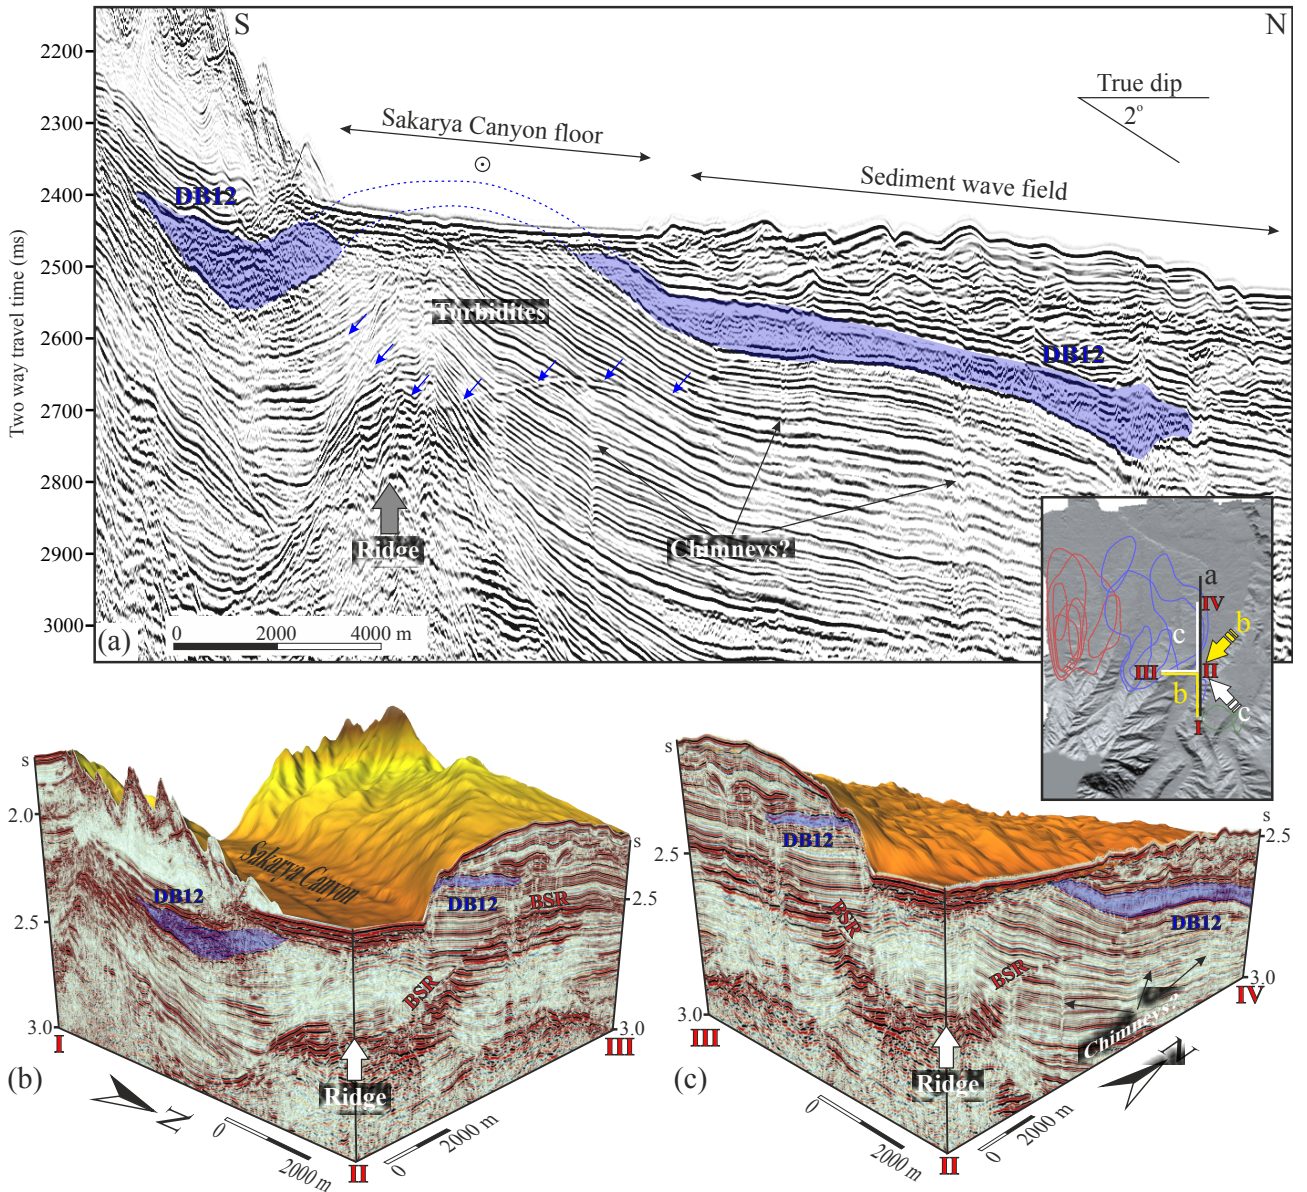 S
N
2200
2300
2400
2500
2600
2700
2800
2900
3000
Two way travel time (ms)
True dip
2°
Sakarya Canyon floor
Sediment wave field
DB12
Turbidites
DB12
Ridge
Chimneys?
(a)
0 2000 4000 m
a
IV
b
c
III
II
b
c
I
s
2.0
2.5
3.0
I
DB12
Sakarya Canyon
DB12
BSR
BSR
s
2.5
3.0
III
Ridge
II
(b)
N
0 2000 m
0 2000 m
s
2.5
3.0
III
DB12
BSR
BSR
DB12
s
2.5
3.0
IV
Chimneys?
Ridge
II
(c)
0 2000 m
0 2000 m